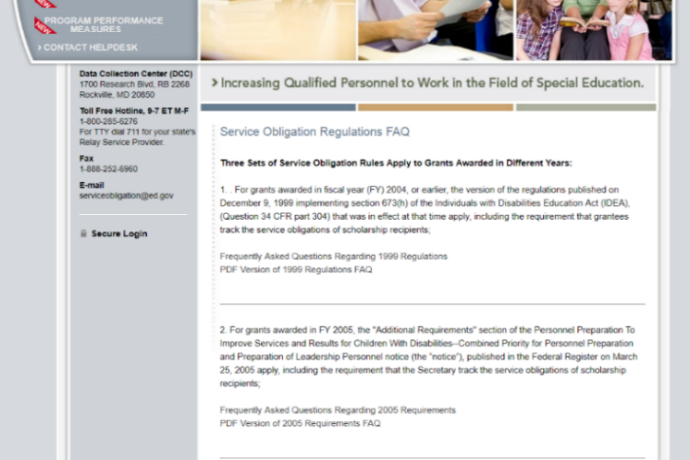 NEW
PROGRAM PERFORMANCE
MEASURES
NEW
› CONTACT HELPDESK
Data Collection Center (DCC)
1700 Research Blvd, RB 2268
Rockville, MD 20850
Toll Free Hotline, 9-7 ET M-F
1-800-285-6276
For TTY dial 711 for your state's
Relay Service Provider.
Fax
1-888-252-6960
E-mail
serviceobligation@ed.gov
Secure Login
› Increasing Qualified Personnel to Work in the Field of Special Education.
Service Obligation Regulations FAQ
Three Sets of Service Obligation Rules Apply to Grants Awarded in Different Years:
1. . For grants awarded in fiscal year (FY) 2004, or earlier, the version of the regulations published on
December 9, 1999 implementing section 673(h) of the Individuals with Disabilities Education Act (IDEA),
(Question 34 CFR part 304) that was in effect at that time apply, including the requirement that grantees
track the service obligations of scholarship recipients;
Frequently Asked Questions Regarding 1999 Regulations
PDF Version of 1999 Regulations FAQ
2. For grants awarded in FY 2005, the "Additional Requirements" section of the Personnel Preparation To
Improve Services and Results for Children With Disabilities--Combined Priority for Personnel Preparation
and Preparation of Leadership Personnel notice (the "notice"), published in the Federal Register on March
25, 2005 apply, including the requirement that the Secretary track the service obligations of scholarship
recipients;
Frequently Asked Questions Regarding 2005 Requirements
PDF Version of 2005 Requirements FAQ